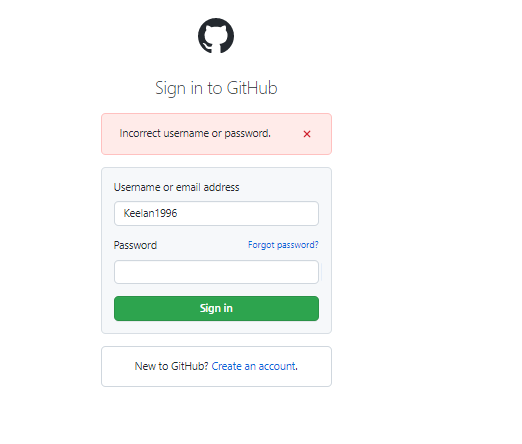 Sign in to GitHub
Incorrect username or password.
Username or email address
Keelan1996
Password Forgot password?
Sign in
New to GitHub? Create an account.